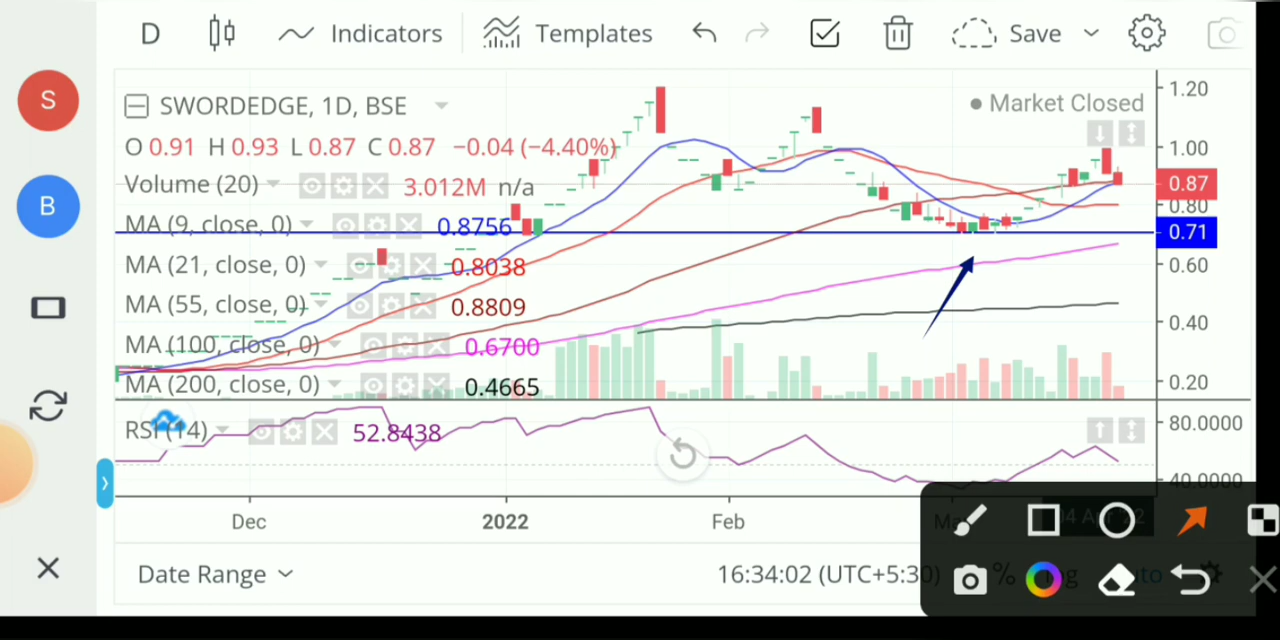 D Indicators Templates Save
S
SWORDEDGE, 1D, BSE
Market Closed
1.20
O 0.91 H 0.93 L 0.87 C 0.87 −0.04 (−4.40%)
1.00
Volume (20) 3.012M n/a
0.87
B
0.80
MA (9, close, 0) 0.8756
0.71
MA (21, close, 0) 0.8038
0.60
MA (55, close, 0) 0.8809
0.40
MA (100, close, 0) 0.6700
MA (200, close, 0) 0.4665
0.20
RSI (14) 52.8438
80.0000
40.0000
Dec 2022 Feb
Date Range 16:34:02 (UTC+5:30) %